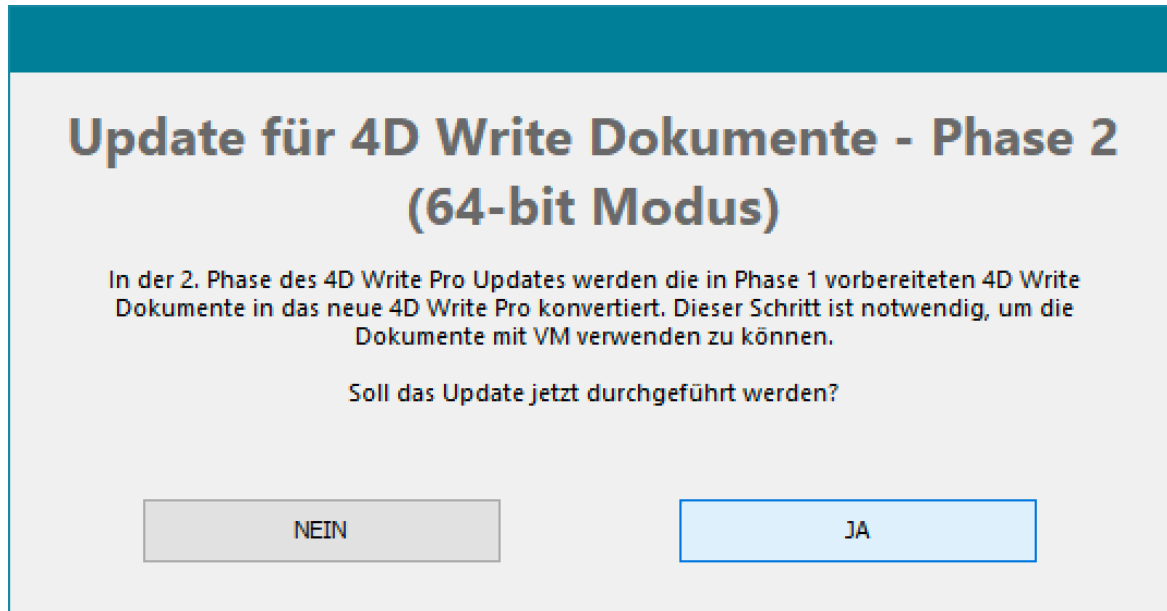 Update für 4D Write Dokumente - Phase 2
(64-bit Modus)
In der 2. Phase des 4D Write Pro Updates werden die in Phase 1 vorbereiteten 4D Write
Dokumente in das neue 4D Write Pro konvertiert. Dieser Schritt ist notwendig, um die
Dokumente mit VM verwenden zu können.
Soll das Update jetzt durchgeführt werden?
NEIN
JA